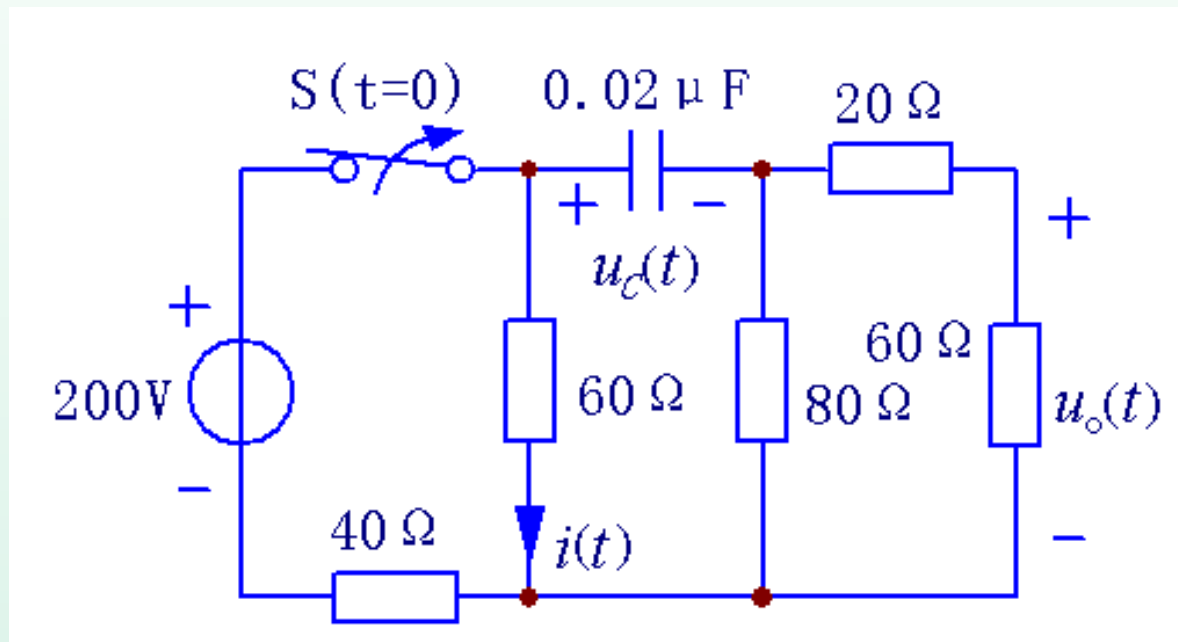 S(t=0)
0.02μF
20Ω
+
-
+
u_C(t)
+
200V
60Ω
80Ω
60Ω
u_o(t)
-
40Ω
i(t)
-